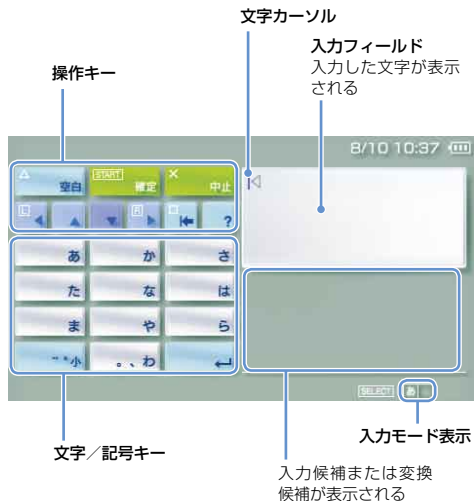 文字カーソル
入力フィールド
入力した文字が表示
される
操作キー
8/10 10:37
△ 空白
START 確定
× 中止
L ◀
▲
▼
R ▶
□
?
あ
か
さ
た
な
は
ま
や
ら
゛゜小
。、わ
↵
SELECT あ
文字／記号キー
入力モード表示
入力候補または変換
候補が表示される